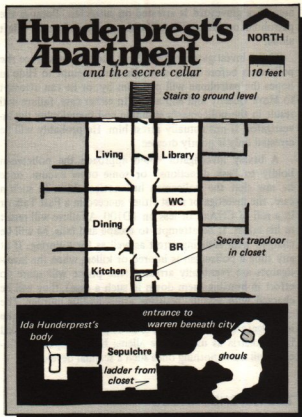 Hunderprest's
Apartment
and the secret cellar
NORTH
10 feet
Stairs to ground level
Living
Library
WC
Dining
BR
Secret trapdoor
in closet
Kitchen
Ida Hunderprest's
body
entrance to
warren beneath city
Sepulchre
ladder from
closet
ghouls